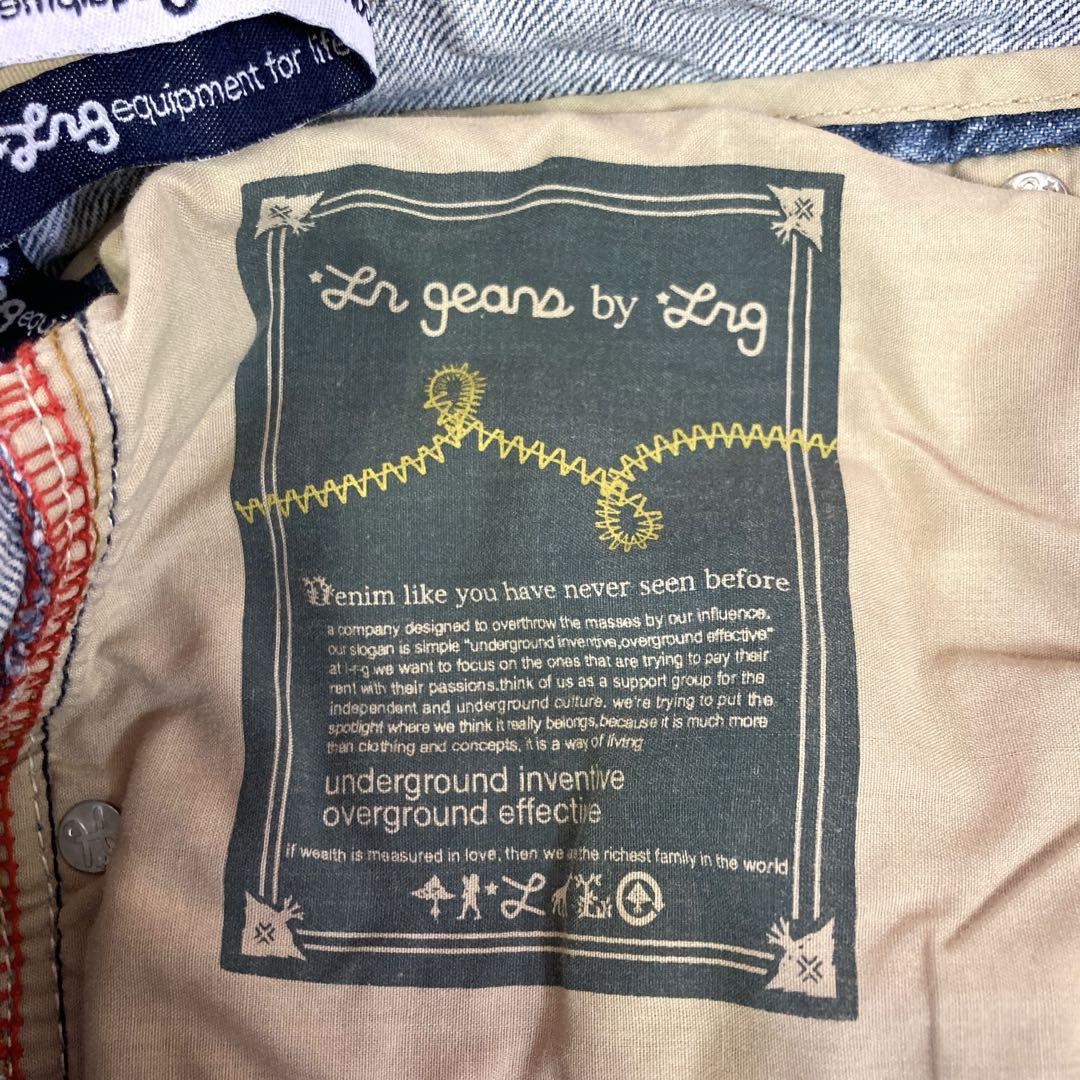 Lrg equipment for life
Ln geans by Lrg
Denim like you have never seen before
a company designed to overthrow the masses by our influence.
our slogan is simple "underground inventive,overground effective"
at l-r-g we want to focus on the ones that are trying to pay their
rent with their passions.think of us as a support group for the
independent and underground culture. we're trying to put the
spotlight where we think it really belongs,because it is much more
than clothing and concepts, it is a way of living
underground inventive
overground effective
if wealth is measured in love, then we the richest family in the world
L